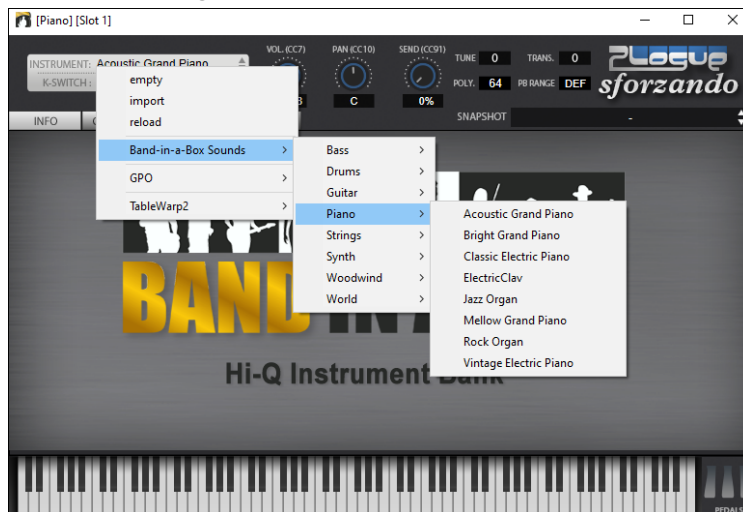 [Piano] [Slot 1]
INSTRUMENT: Acoustic Grand Piano
K-SWITCH:
VOL. (CC7)
PAN (CC10)
C
SEND (CC91)
0%
TUNE 0 TRANS. 0
POLY. 64 PB RANGE DEF
Plogue
sforzando
SNAPSHOT -
INFO
empty
import
reload
Band-in-a-Box Sounds >
GPO >
TableWarp2 >
Bass >
Drums >
Guitar >
Piano >
Strings >
Synth >
Woodwind >
World >
Acoustic Grand Piano
Bright Grand Piano
Classic Electric Piano
ElectricClav
Jazz Organ
Mellow Grand Piano
Rock Organ
Vintage Electric Piano
BAND IN A
Hi-Q Instrument Bank
PEDALS